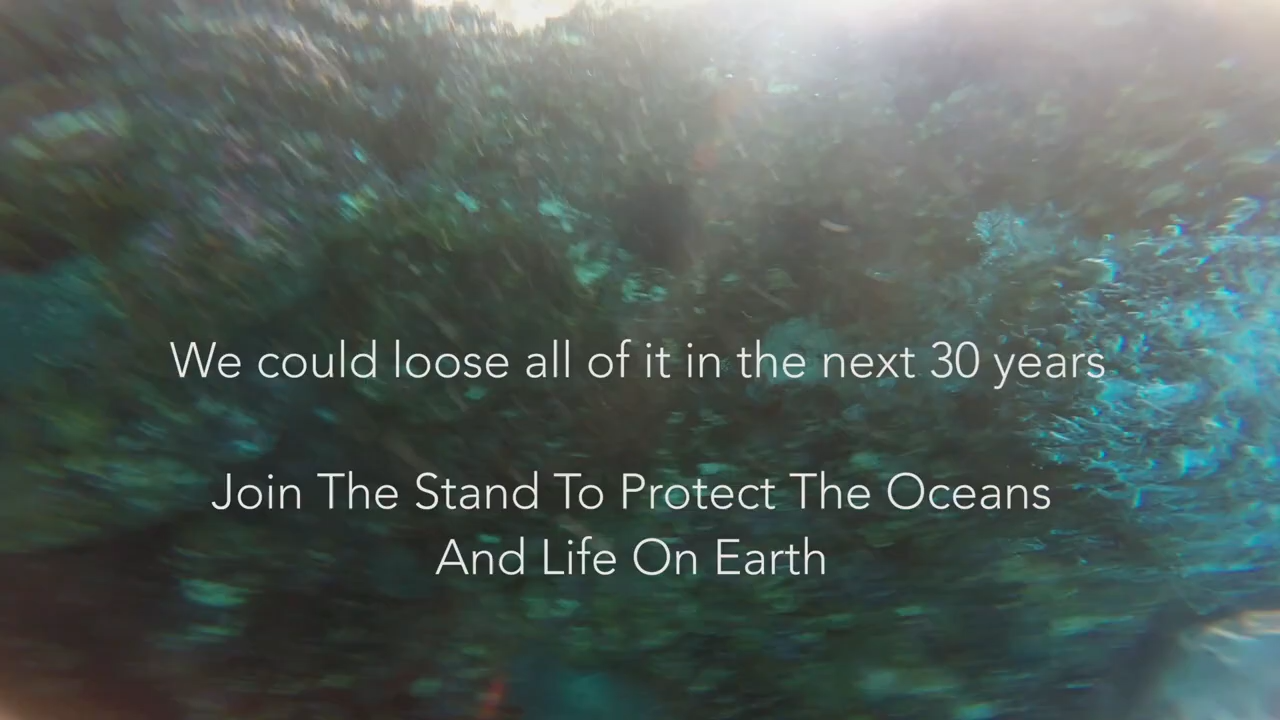 We could loose all of it in the next 30 years
Join The Stand To Protect The Oceans
And Life On Earth